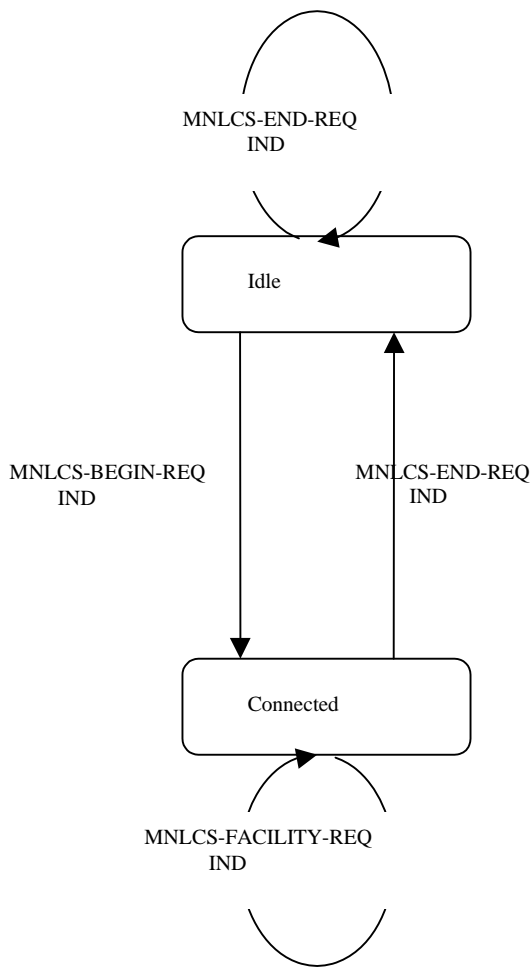 MNLCS-END-REQ
IND
Idle
MNLCS-BEGIN-REQ
IND
MNLCS-END-REQ
IND
Connected
MNLCS-FACILITY-REQ
IND